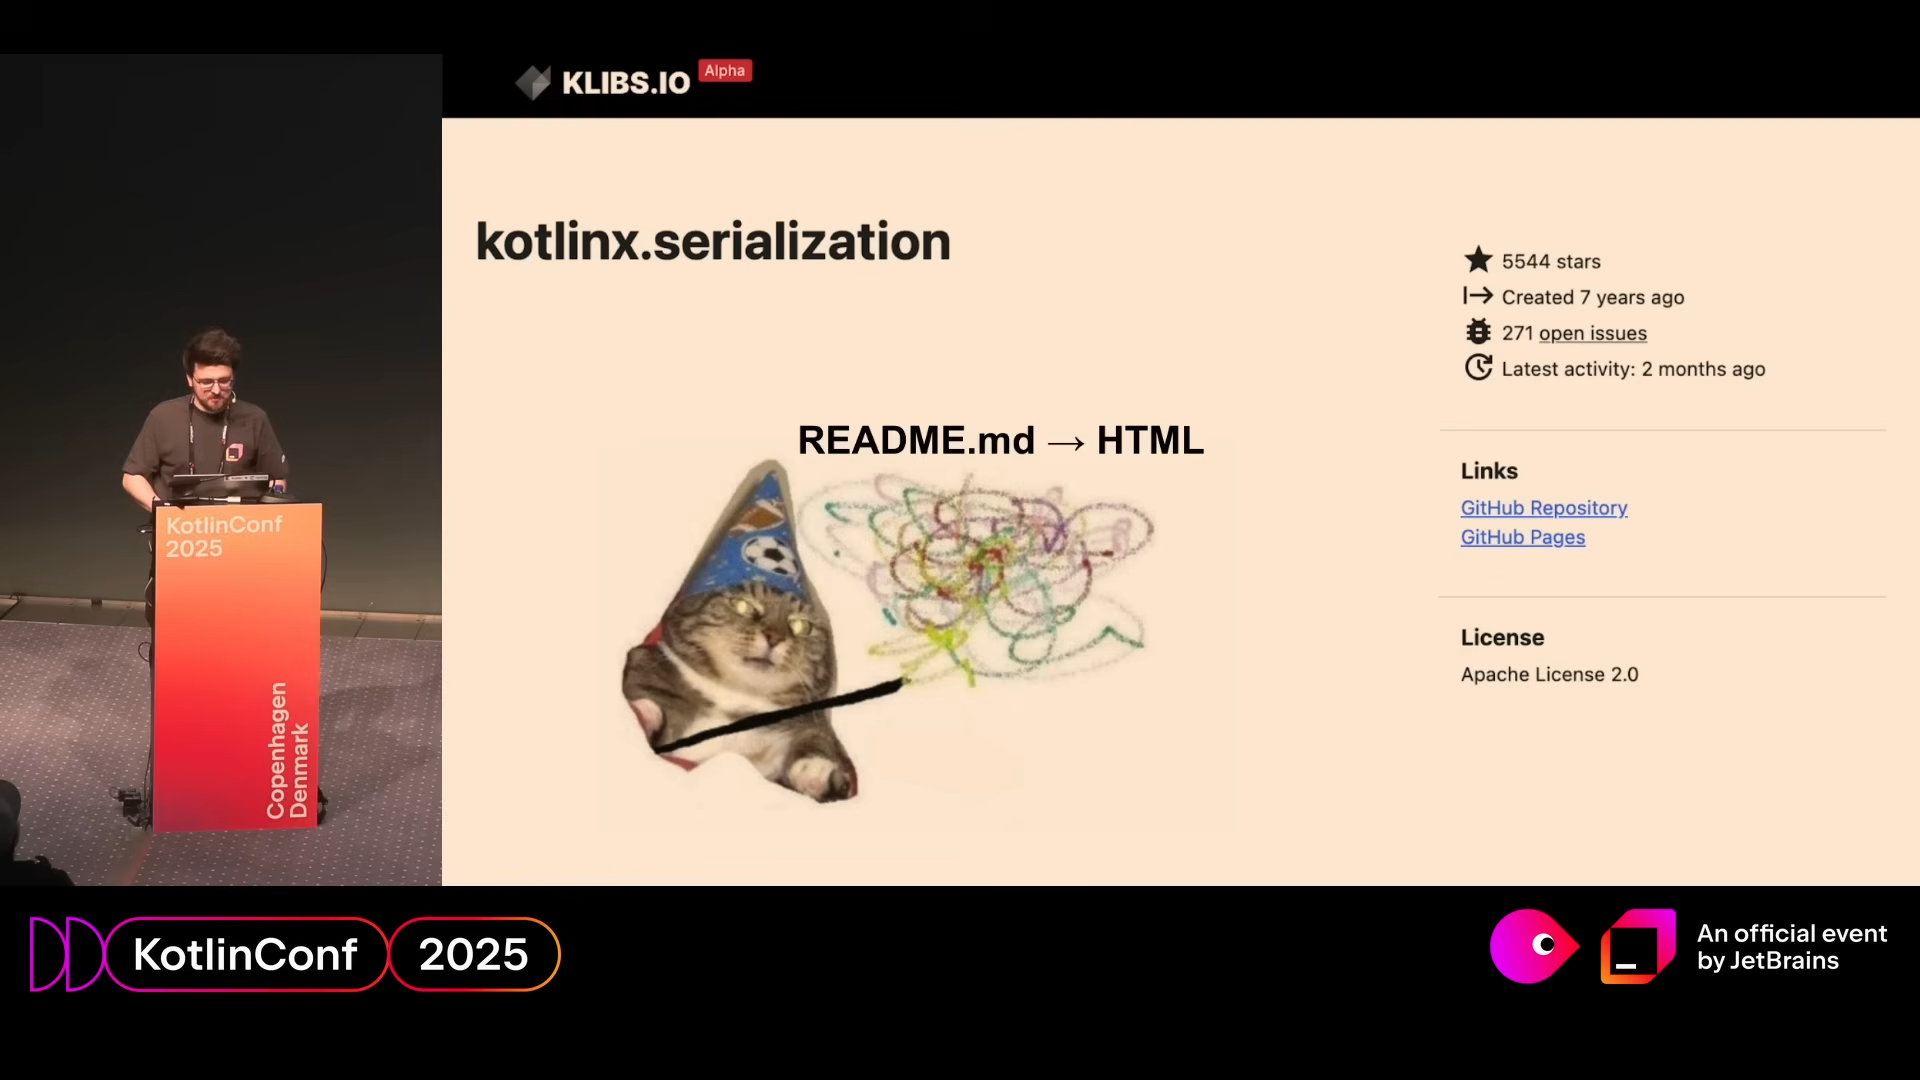 KLIBS.IO
Alpha
kotlinx.serialization
5544 stars
Created 7 years ago
271 open issues
Latest activity: 2 months ago
README.md → HTML
Links
GitHub Repository
GitHub Pages
License
Apache License 2.0
KotlinConf
2025
Copenhagen
Denmark
KotlinConf
2025
An official event
by JetBrains